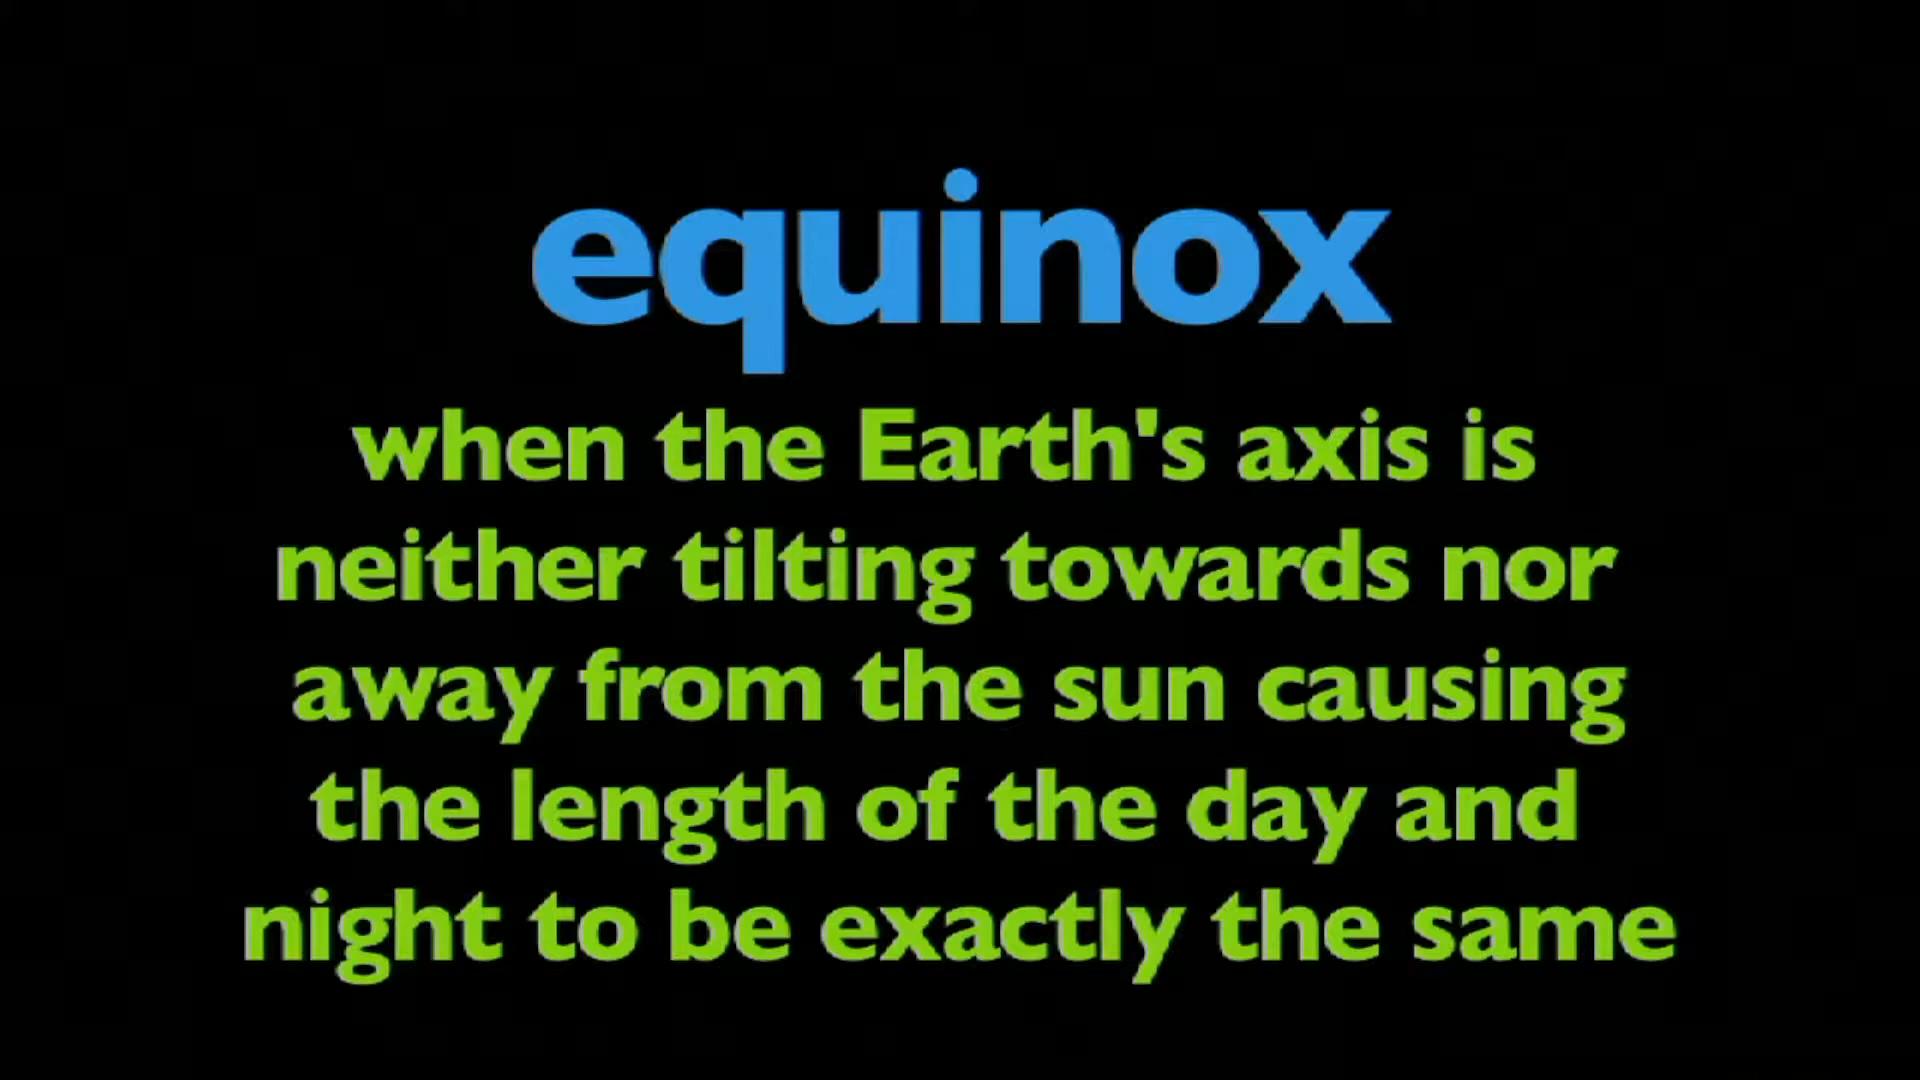 equinox
when the Earth's axis is
neither tilting towards nor
away from the sun causing
the length of the day and
night to be exactly the same